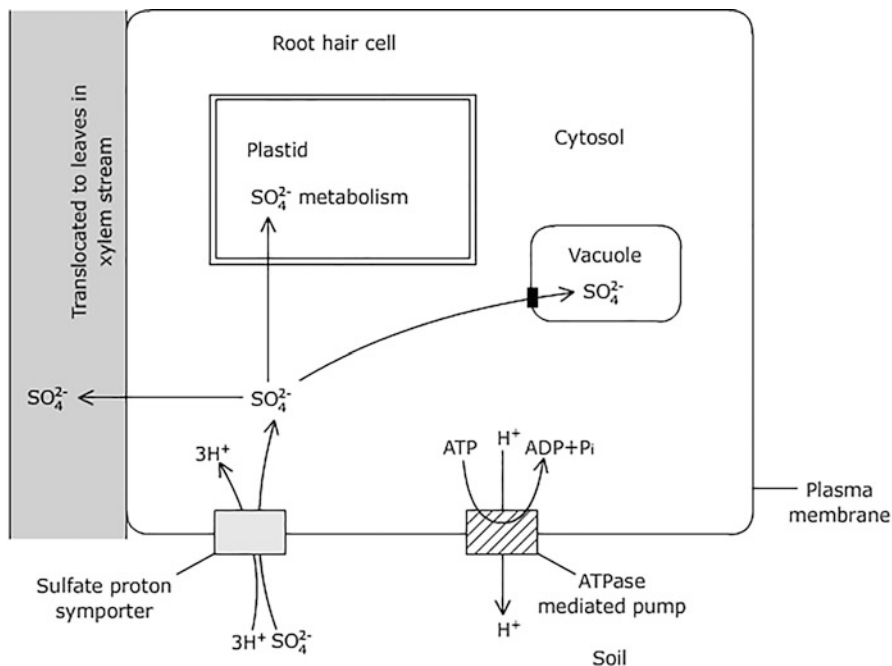 Root hair cell
Translocated to leaves in
xylem stream
Plastid
SO₄²⁻ metabolism
Cytosol
Vacuole
SO₄²⁻
SO₄²⁻
SO₄²⁻
3H⁺
ATP
H⁺
ADP+Pi
Plasma
membrane
Sulfate proton
symporter
3H⁺ SO₄²⁻
ATPase
mediated pump
H⁺
Soil